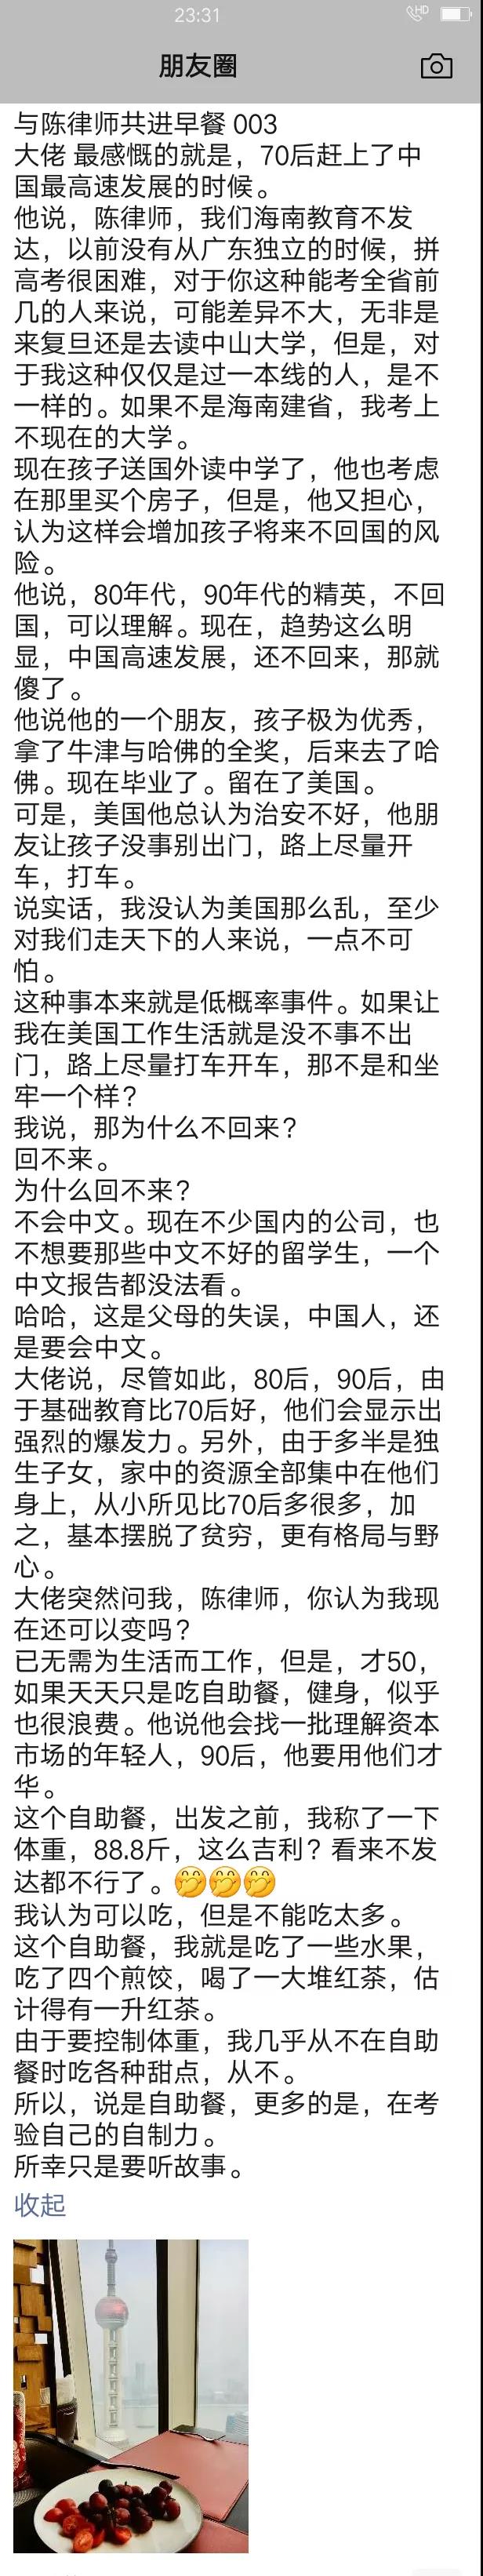 23:31
HD
朋友圈
与陈律师共进早餐 003
大佬 最感慨的就是，70后赶上了中
国最高速发展的时候。
他说，陈律师，我们海南教育不发
达，以前没有从广东独立的时候，拼
高考很困难，对于你这种能考全省前
几的人来说，可能差异不大，无非是
来复旦还是去读中山大学，但是，对
于我这种仅仅是过一本线的人，是不
一样的。如果不是海南建省，我考上
不现在的大学。
现在孩子送国外读中学了，他也考虑
在那里买个房子，但是，他又担心，
认为这样会增加孩子将来不回国的风
险。
他说，80年代，90年代的精英，不回
国，可以理解。现在，趋势这么明
显，中国高速发展，还不回来，那就
傻了。
他说他的一个朋友，孩子极为优秀，
拿了牛津与哈佛的全奖，后来去了哈
佛。现在毕业了。留在了美国。
可是，美国他总认为治安不好，他朋
友让孩子没事别出门，路上尽量开
车，打车。
说实话，我没认为美国那么乱，至少
对我们走天下的人来说，一点不可
怕。
这种事本来就是低概率事件。如果让
我在美国工作生活就是没不事不出
门，路上尽量打车开车，那不是和坐
牢一个样？
我说，那为什么不回来？
回不来。
为什么回不来？
不会中文。现在不少国内的公司，也
不想要那些中文不好的留学生，一个
中文报告都没法看。
哈哈，这是父母的失误，中国人，还
是要会中文。
大佬说，尽管如此，80后，90后，由
于基础教育比70后好，他们会显示出
强烈的爆发力。另外，由于多半是独
生子女，家中的资源全部集中在他们
身上，从小所见比70后多很多，加
之，基本摆脱了贫穷，更有格局与野
心。
大佬突然问我，陈律师，你认为我现
在还可以变吗？
已无需为生活而工作，但是，才50，
如果天天只是吃自助餐，健身，似乎
也很浪费。他说他会找一批理解资本
市场的年轻人，90后，他要用他们才
华。
这个自助餐，出发之前，我称了一下
体重，88.8斤，这么吉利？看来不发
达都不行了。🤭🤭🤭
我认为可以吃，但是不能吃太多。
这个自助餐，我就是吃了一些水果，
吃了四个煎饺，喝了一大堆红茶，估
计得有一升红茶。
由于要控制体重，我几乎从不在自助
餐时吃各种甜点，从不。
所以，说是自助餐，更多的是，在考
验自己的自制力。
所幸只是要听故事。
收起